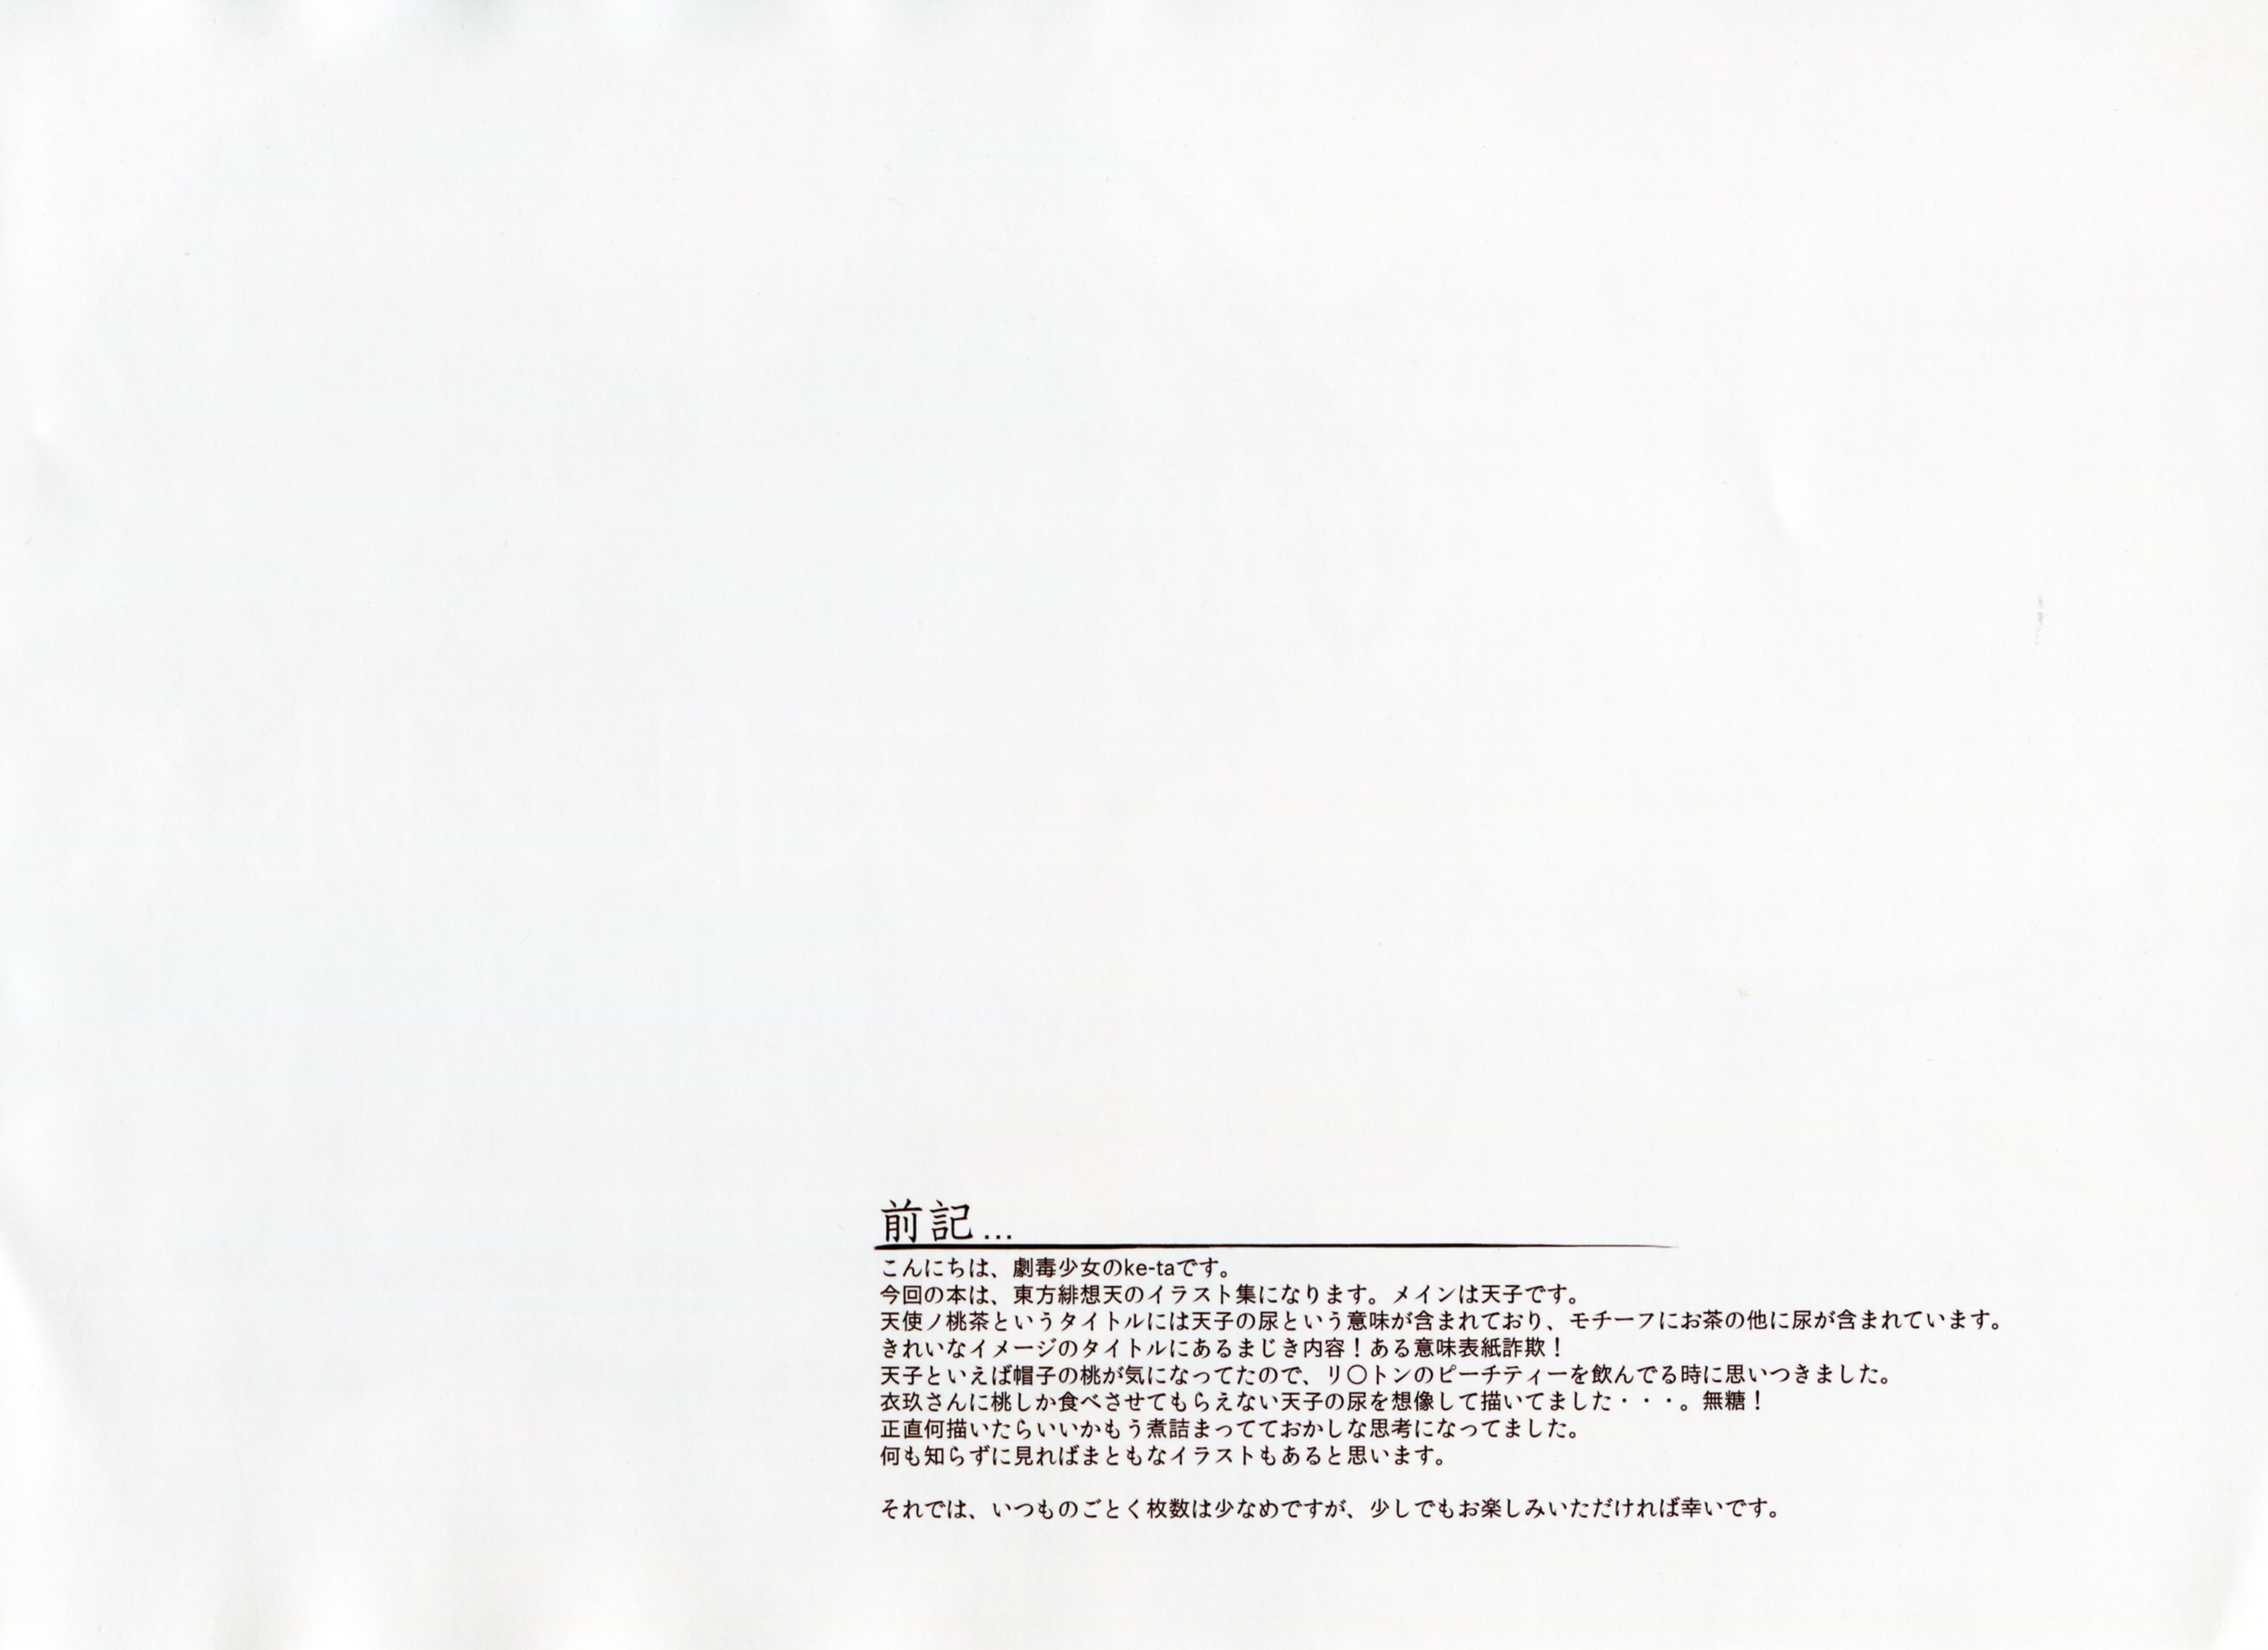 前記...
こんにちは、劇毒少女のke-taです。
今回の本は、東方緋想天のイラスト集になります。メインは天子です。
天使ノ桃茶というタイトルには天子の尿という意味が含まれており、モチーフにお茶の他に尿が含まれています。
きれいなイメージのタイトルにあるまじき内容！ある意味表紙詐欺！
天子といえば帽子の桃が気になってたので、リ〇トンのピーチティーを飲んでる時に思いつきました。
衣玖さんに桃しか食べさせてもらえない天子の尿を想像して描いてました・・・。無糖！
正直何描いたらいいかもう煮詰まってておかしな思考になってました。
何も知らずに見ればまともなイラストもあると思います。
それでは、いつものごとく枚数は少なめですが、少しでもお楽しみいただければ幸いです。